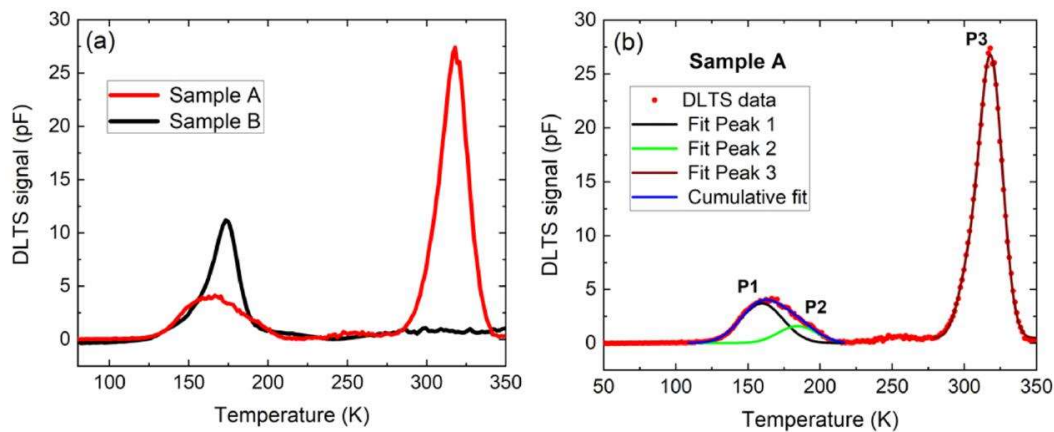 (a)
Sample A
Sample B
DLTS signal (pF)
30
25
20
15
10
5
0
100 150 200 250 300 350
Temperature (K)
(b)
Sample A
DLTS data
Fit Peak 1
Fit Peak 2
Fit Peak 3
Cumulative fit
P1
P2
P3
DLTS signal (pF)
30
25
20
15
10
5
0
50 100 150 200 250 300 350
Temperature (K)